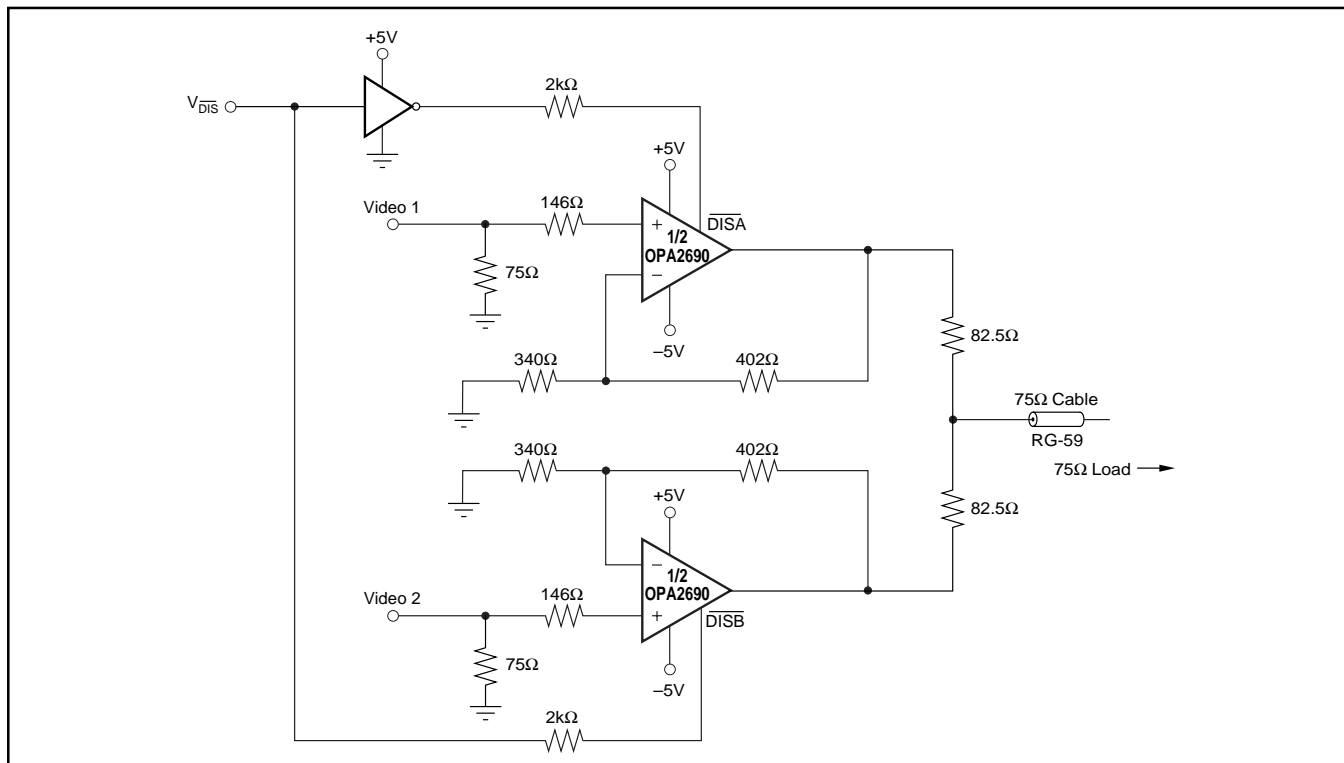 +5V
V DIS
2kΩ
+5V
Video 1
146Ω
DISA
+
1/2
OPA2690
−
75Ω
–5V
82.5Ω
340Ω
402Ω
75Ω Cable
RG-59
340Ω
402Ω
75Ω Load
+5V
82.5Ω
−
1/2
OPA2690
Video 2
146Ω
+
DISB
75Ω
–5V
2kΩ